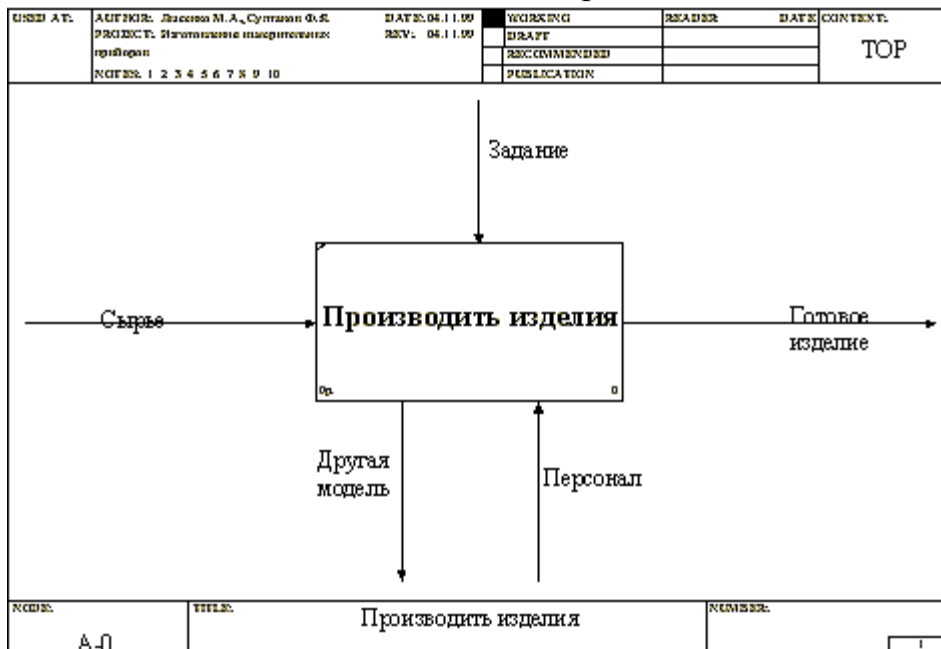 USED AT:
AUTHOR: Лысенко М.А., Султанов Ф.Я.
DATE: 04.11.99
WORKING
READER
DATE
CONTEXT:
PROJECT: Изготовление измерительных
REV: 04.11.99
DRAFT
приборов
RECOMMENDED
TOP
NOTES: 1 2 3 4 5 6 7 8 9 10
PUBLICATION
Задание
Сырье
Производить изделия
Готовое
изделие
0р.
0
Другая
модель
Персонал
NODE:
TITLE:
Производить изделия
NUMBER:
A-0